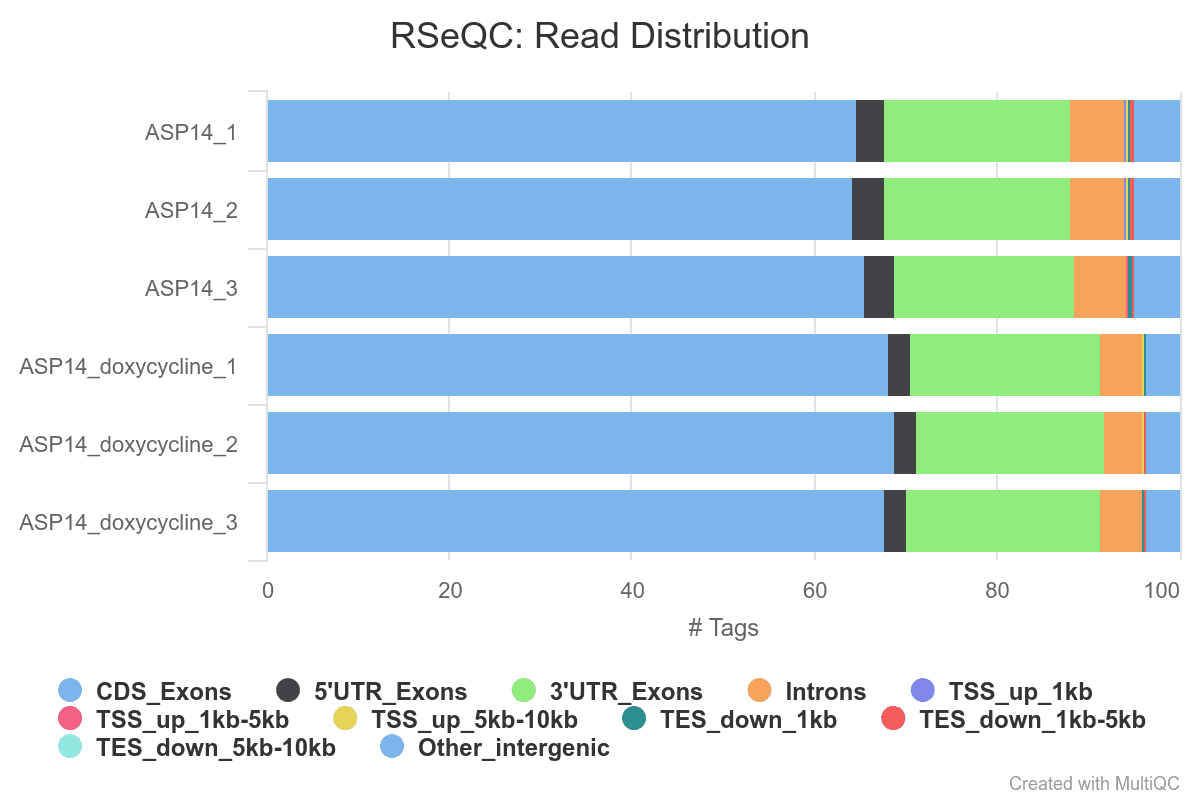 RSeQC: Read Distribution
ASP14_1
ASP14_2
ASP14_3
ASP14_doxycycline_1
ASP14_doxycycline_2
ASP14_doxycycline_3
0 20 40 60 80 100
# Tags
CDS_Exons 5'UTR_Exons 3'UTR_Exons Introns TSS_up_1kb
TSS_up_1kb-5kb TSS_up_5kb-10kb TES_down_1kb TES_down_1kb-5kb
TES_down_5kb-10kb Other_intergenic
Created with MultiQC